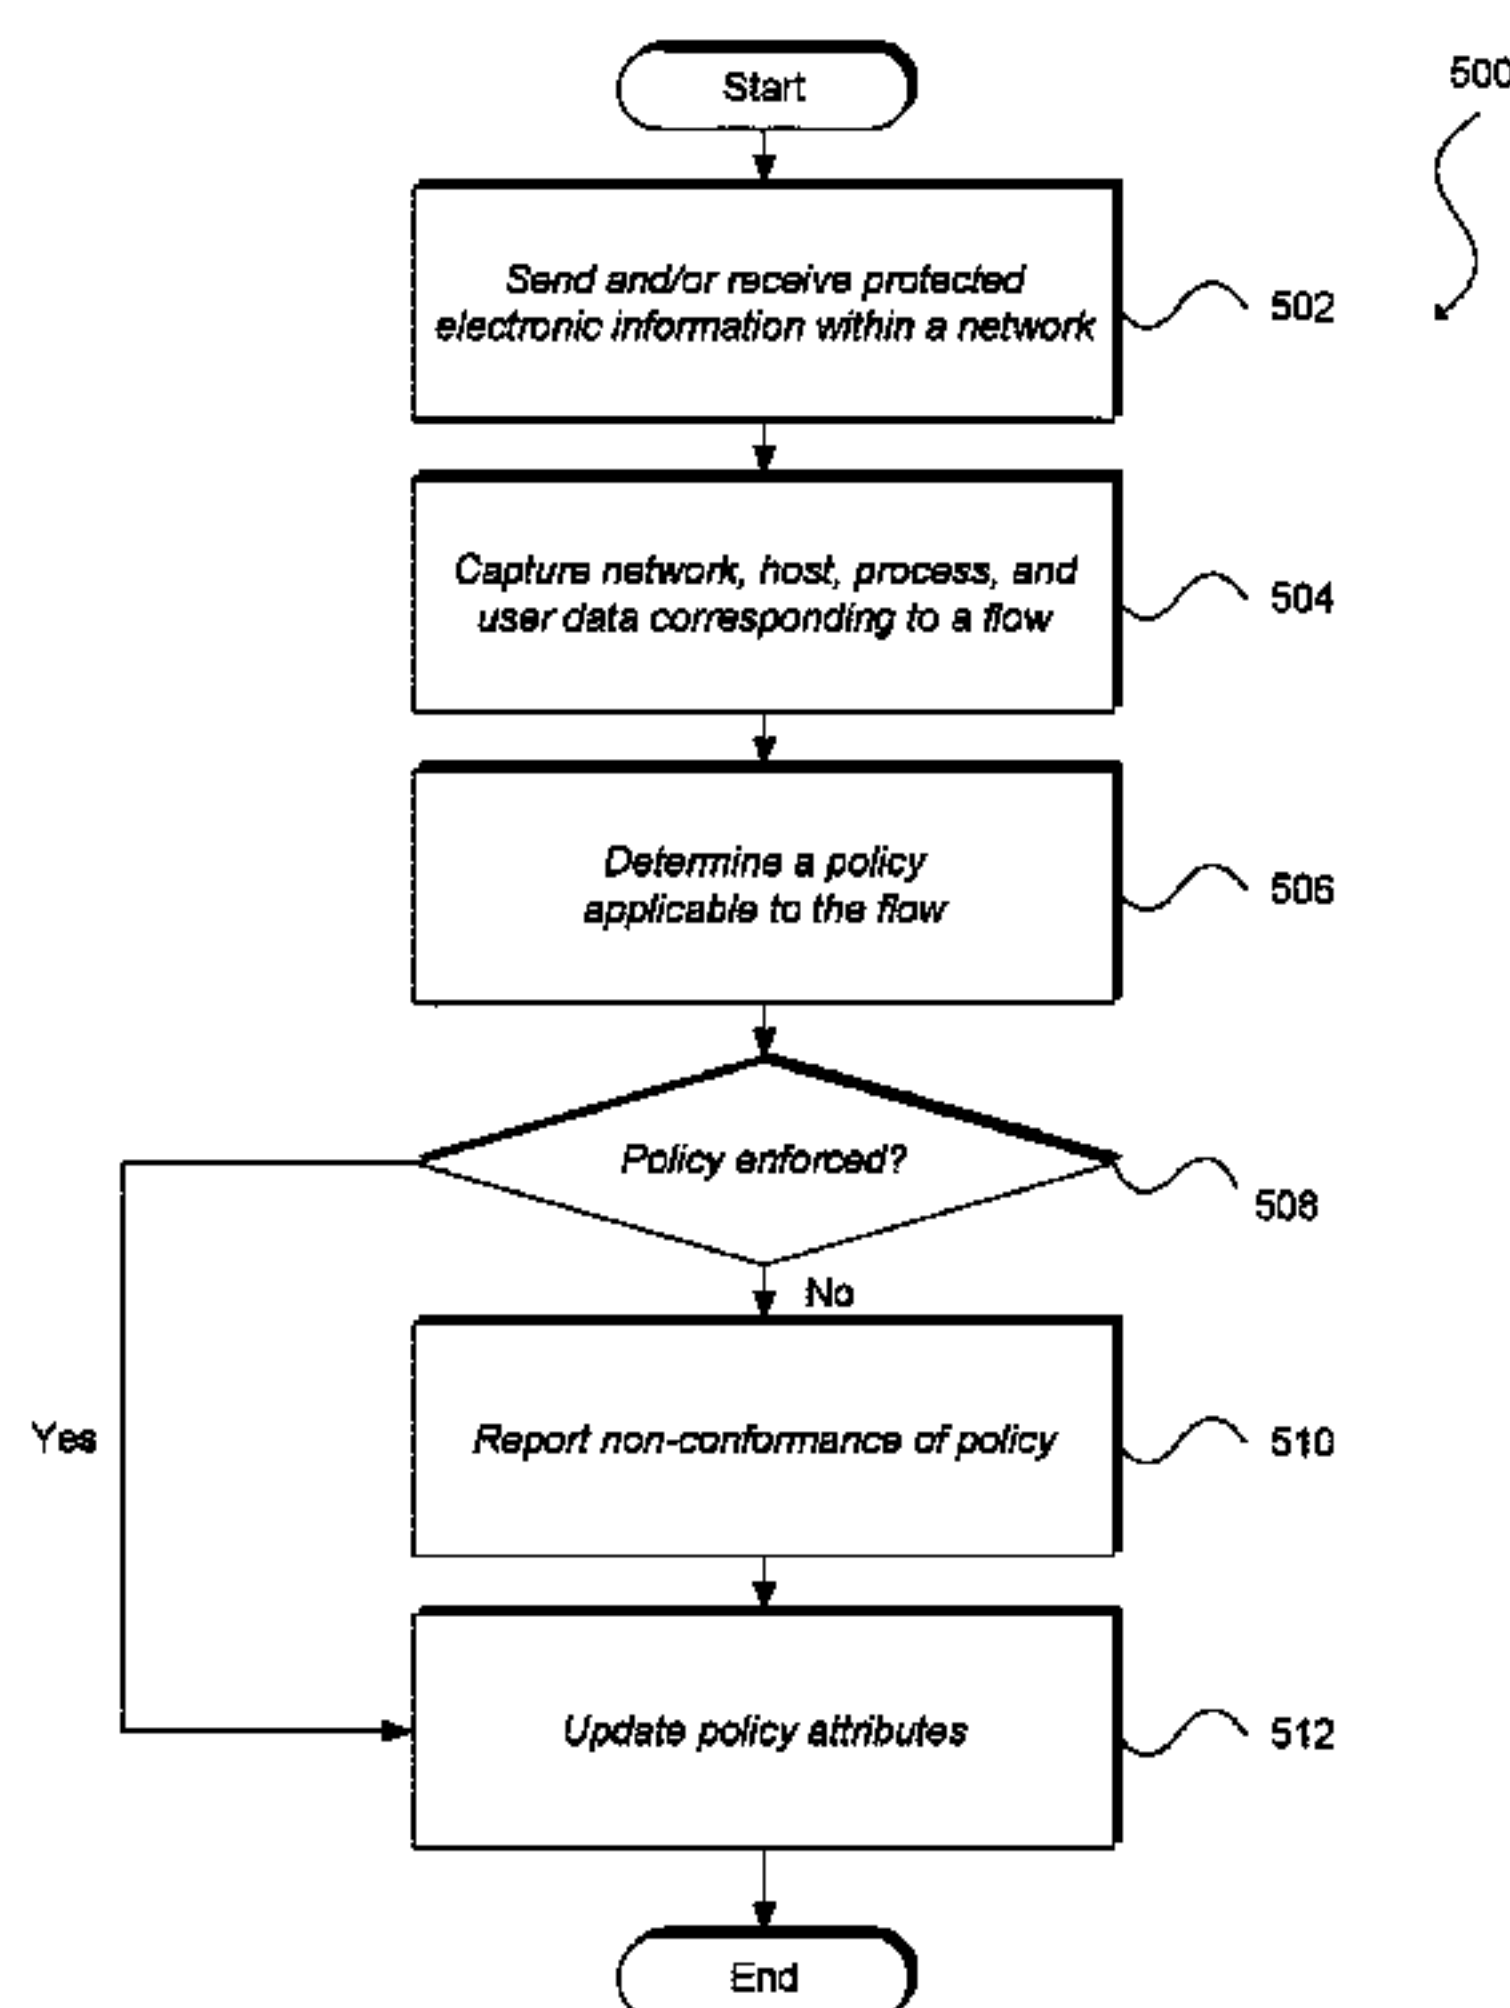 Start
500
Send and/or receive protected
electronic information within a network
502
Capture network, host, process, and
user data corresponding to a flow
504
Determine a policy
applicable to the flow
506
Policy enforced?
508
No
Yes
Report non-conformance of policy
510
Update policy attributes
512
End